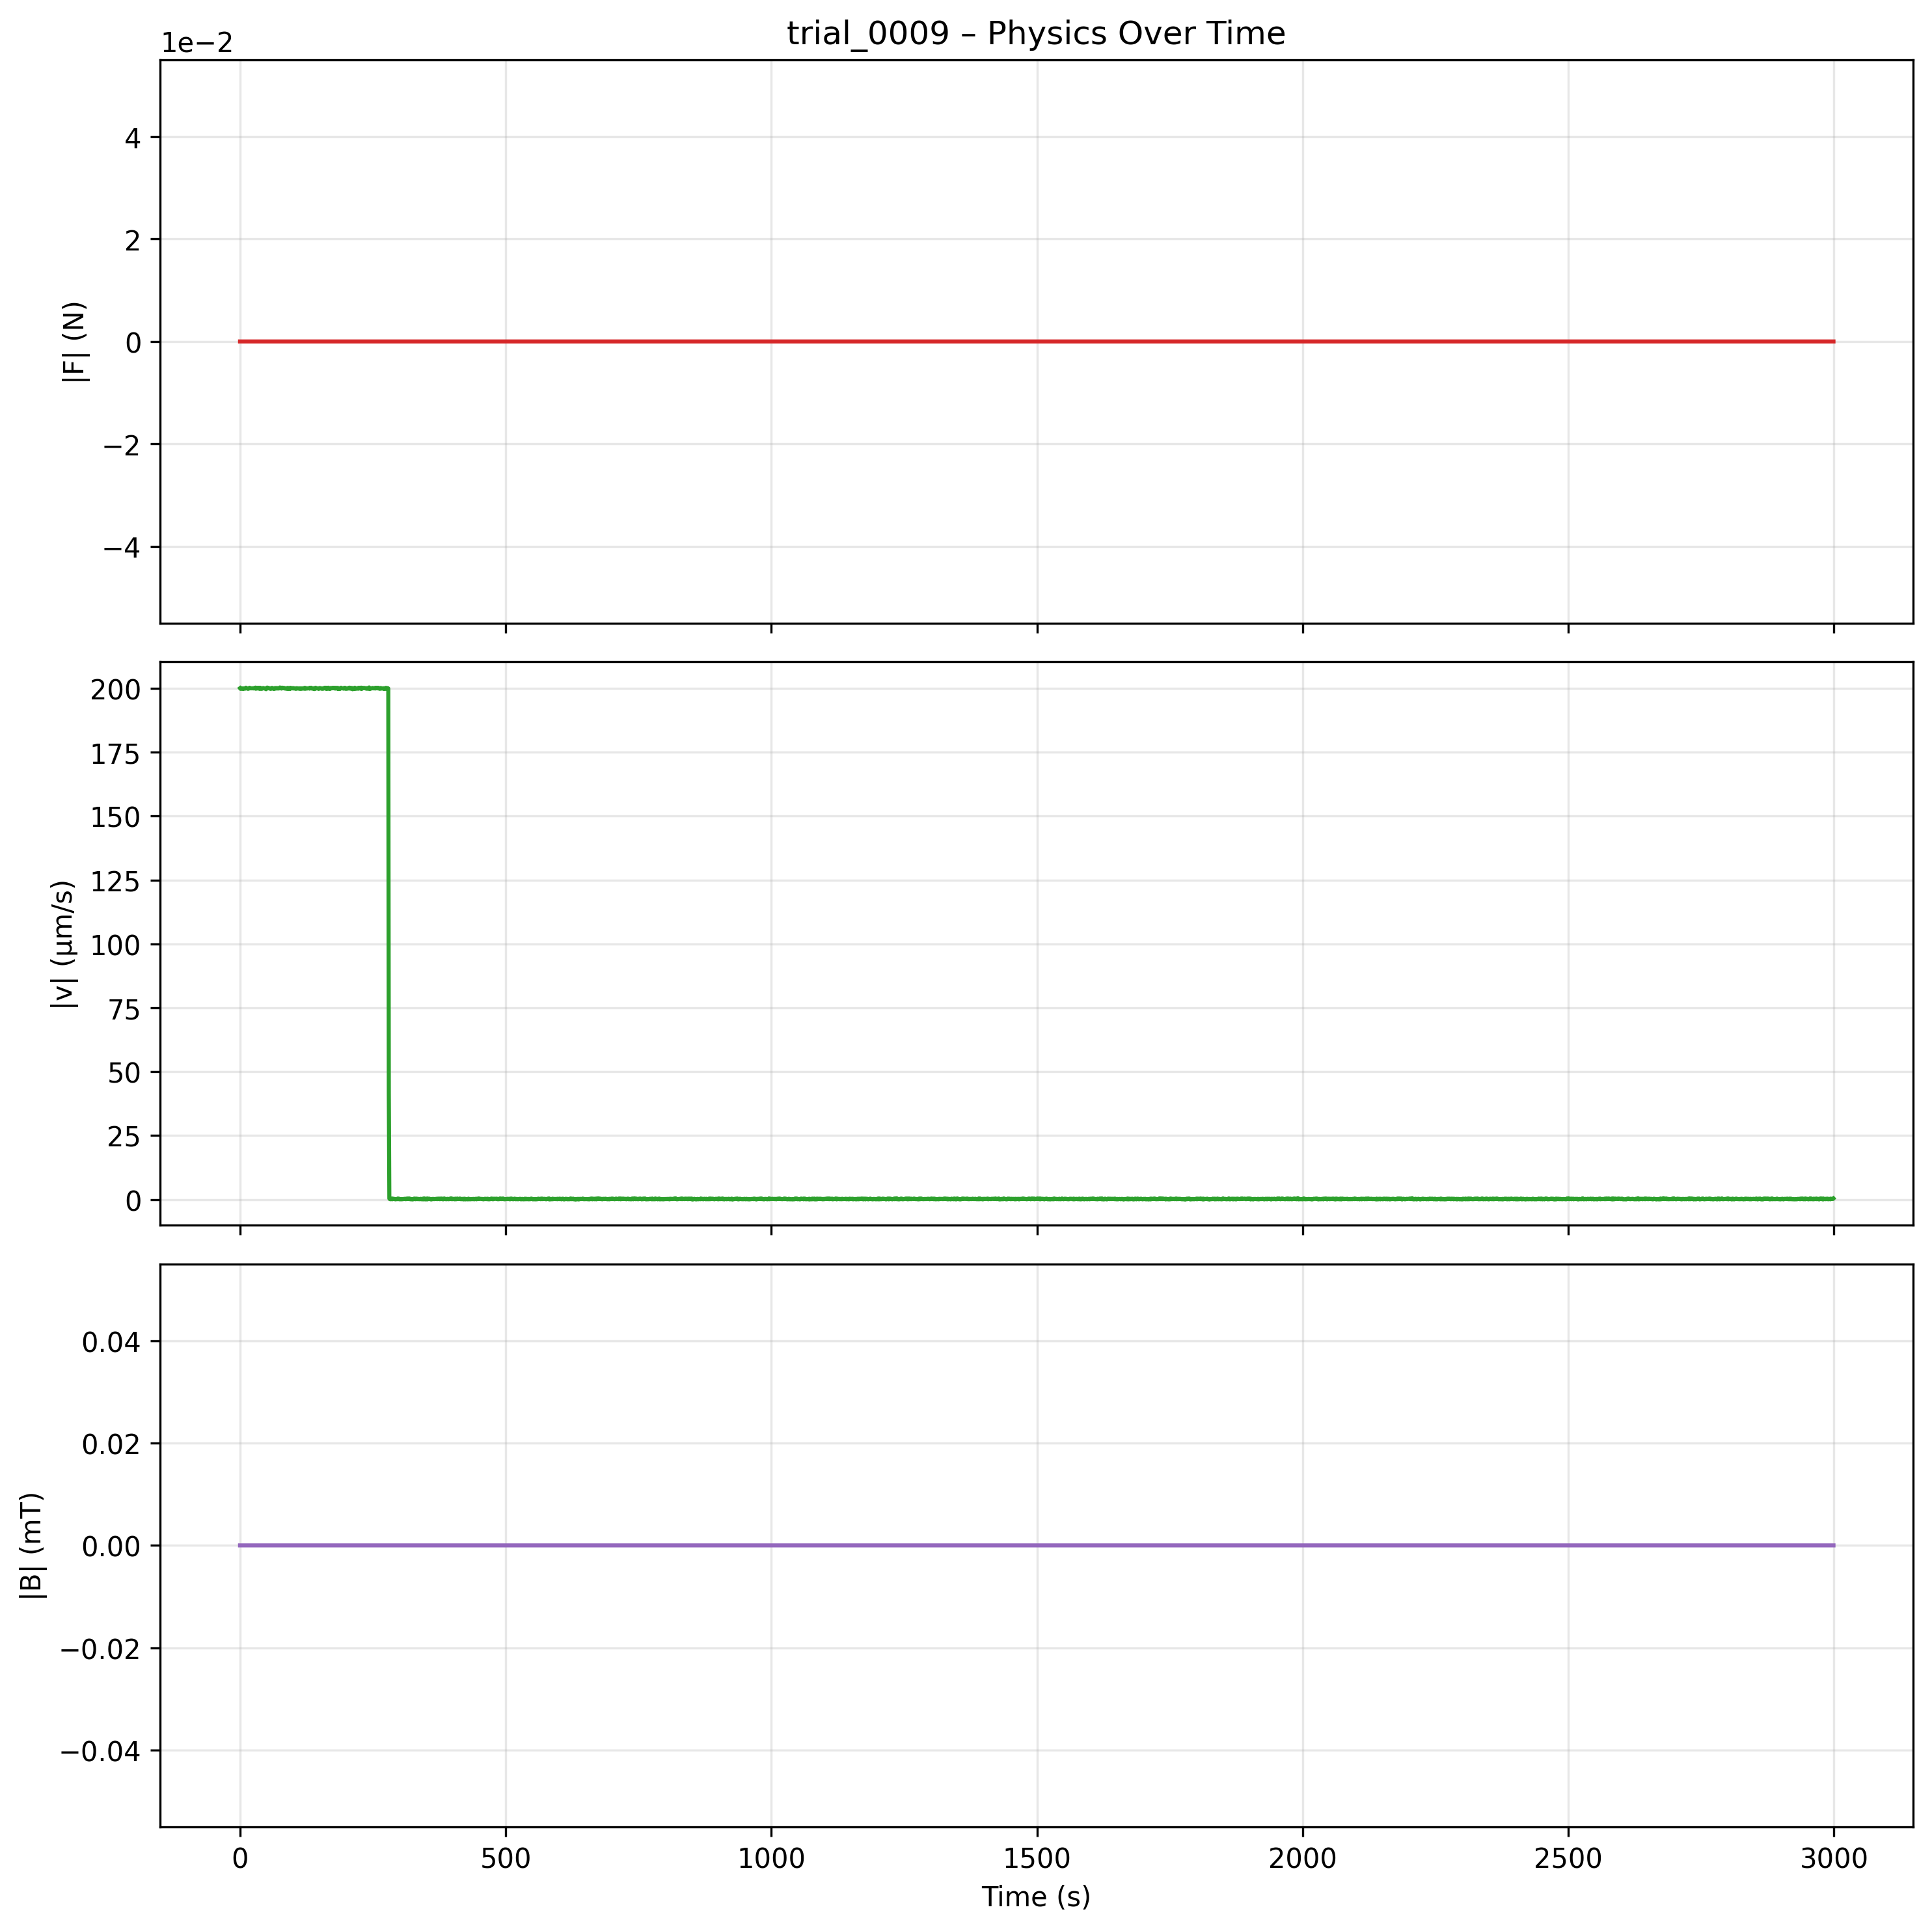 trial_0009 – Physics Over Time
1e−2
4
2
0
−2
−4
|F| (N)
200
175
150
125
100
75
50
25
0
|v| (µm/s)
0.04
0.02
0.00
−0.02
−0.04
|B| (mT)
0 500 1000 1500 2000 2500 3000
Time (s)